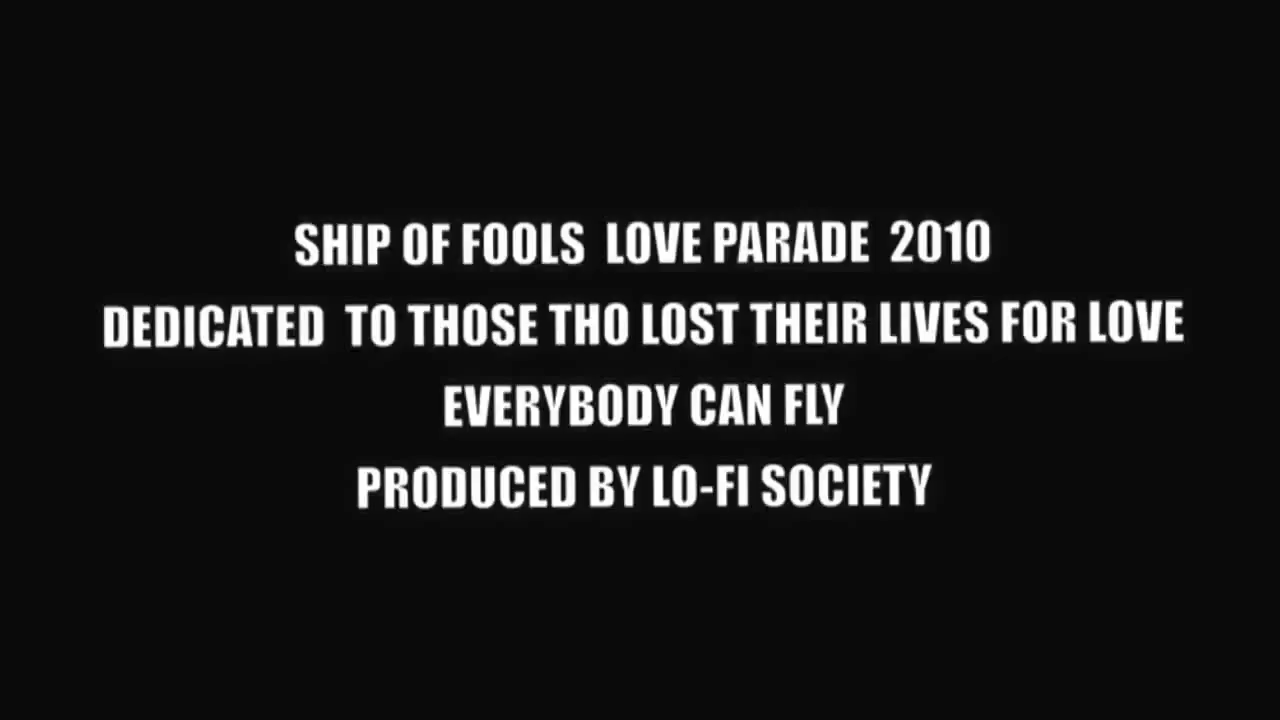 SHIP OF FOOLS LOVE PARADE 2010
DEDICATED TO THOSE THO LOST THEIR LIVES FOR LOVE
EVERYBODY CAN FLY
PRODUCED BY LO-FI SOCIETY